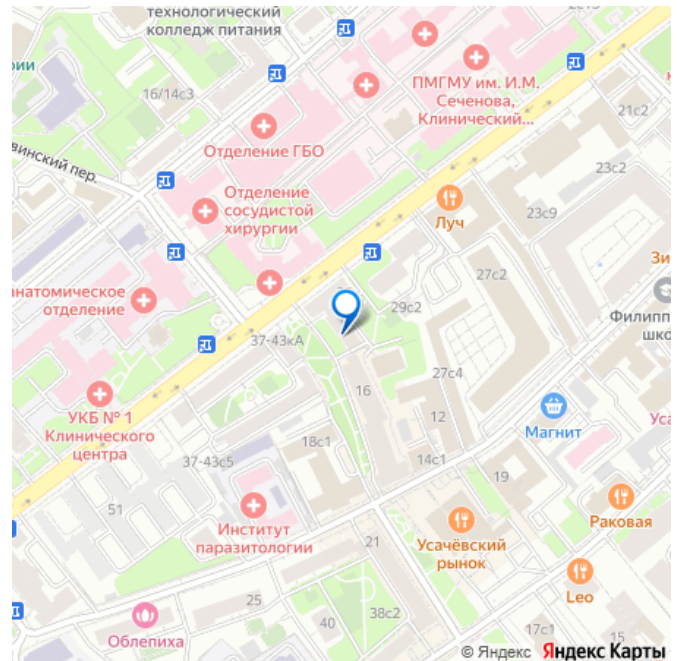 технологический
колледж питания
рии
16/14с3
ПМГМУ им. И.М.
Сеченова,
Клинический...
21с2
Отделение ГБО
винский пер.
23с2
Отделение
сосудистой
хирургии
Луч
23с9
Зи
27с2
анатомическое
отделение
29с2
Филипп
шко
37-43кА
27с4
16
УКБ № 1
Клинического
центра
12
Магнит
Уса
18с1
14с1
37-43с5
19
51
Институт
паразитологии
Усачёвский
рынок
Раковая
21
Leo
25
38с2
40
17с1
15
Облепиха
© Яндекс Яндекс Карты